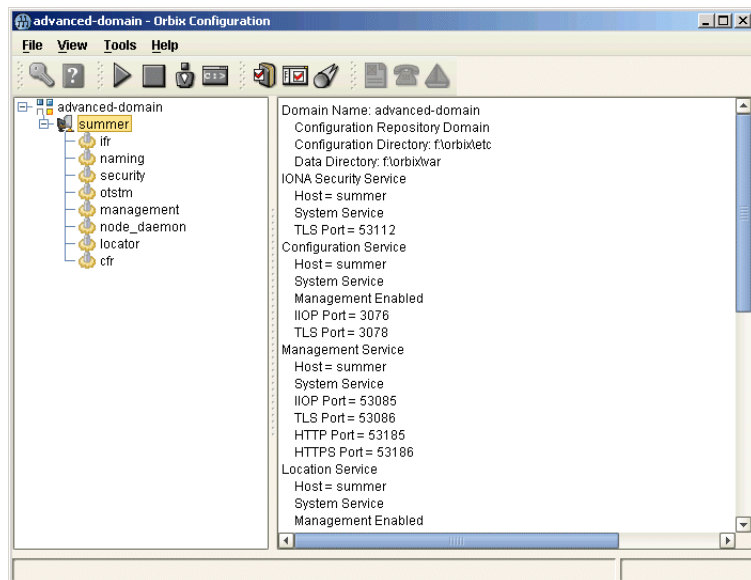 advanced-domain - Orbix Configuration
File View Tools Help
advanced-domain
summer
ifr
naming
security
otstm
management
node_daemon
locator
cfr
Domain Name: advanced-domain
Configuration Repository Domain
Configuration Directory: f:\orbix\etc
Data Directory: f:\orbix\var
IONA Security Service
Host = summer
System Service
TLS Port = 53112
Configuration Service
Host = summer
System Service
Management Enabled
IIOP Port = 3076
TLS Port = 3078
Management Service
Host = summer
System Service
IIOP Port = 53085
TLS Port = 53086
HTTP Port = 53185
HTTPS Port = 53186
Location Service
Host = summer
System Service
Management Enabled